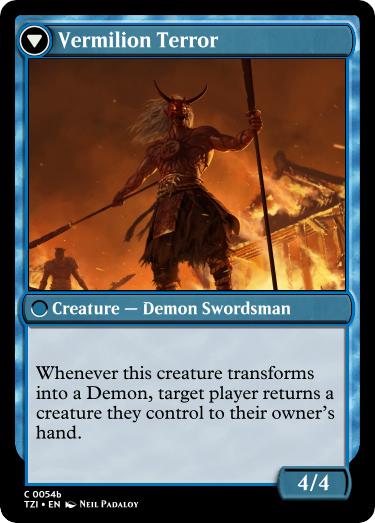 Vermilion Terror
Creature — Demon Swordsman
Whenever this creature transforms
into a Demon, target player returns a
creature they control to their owner's
hand.
4/4
C 0054b
TZI • EN Neil Padaloy